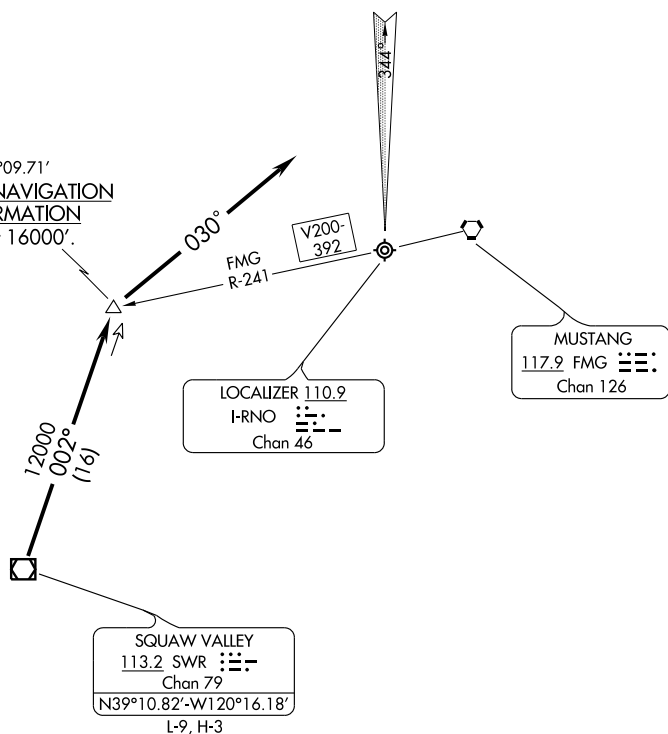 344°
°09.71’
NAVIGATION
RMATION
16000’.
030°
V200-
392
FMG
R-241
MUSTANG
117.9 FMG
Chan 126
LOCALIZER 110.9
I-RNO
Chan 46
12000
002°
(16)
SQUAW VALLEY
113.2 SWR
Chan 79
N39°10.82’-W120°16.18’
L-9, H-3